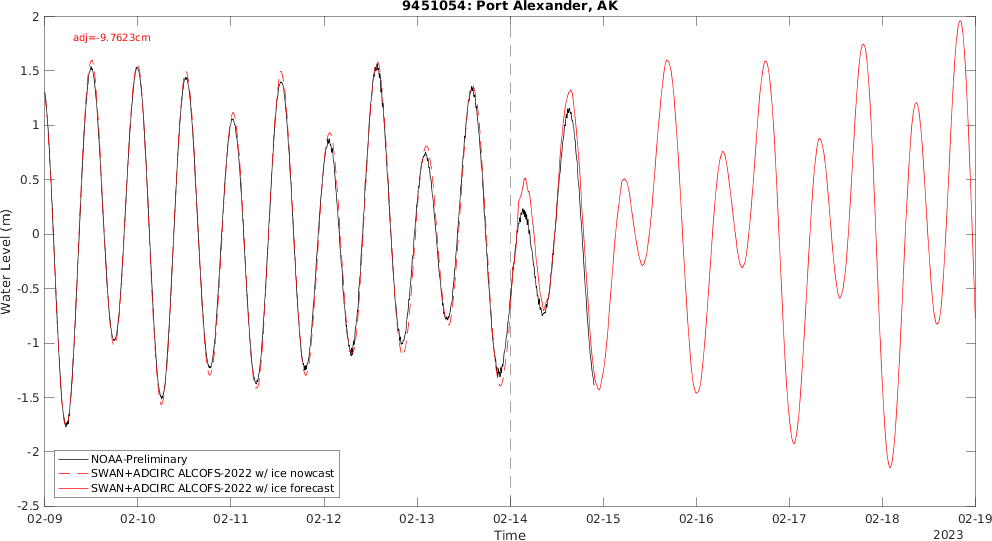 9451054: Port Alexander, AK
adj=-9.7623cm
2
1.5
1
0.5
0
-0.5
-1
-1.5
-2
-2.5
Water Level (m)
NOAA-Preliminary
SWAN+ADCIRC ALCOFS-2022 w/ ice nowcast
SWAN+ADCIRC ALCOFS-2022 w/ ice forecast
02-09 02-10 02-11 02-12 02-13 02-14 02-15 02-16 02-17 02-18 02-19
Time
2023